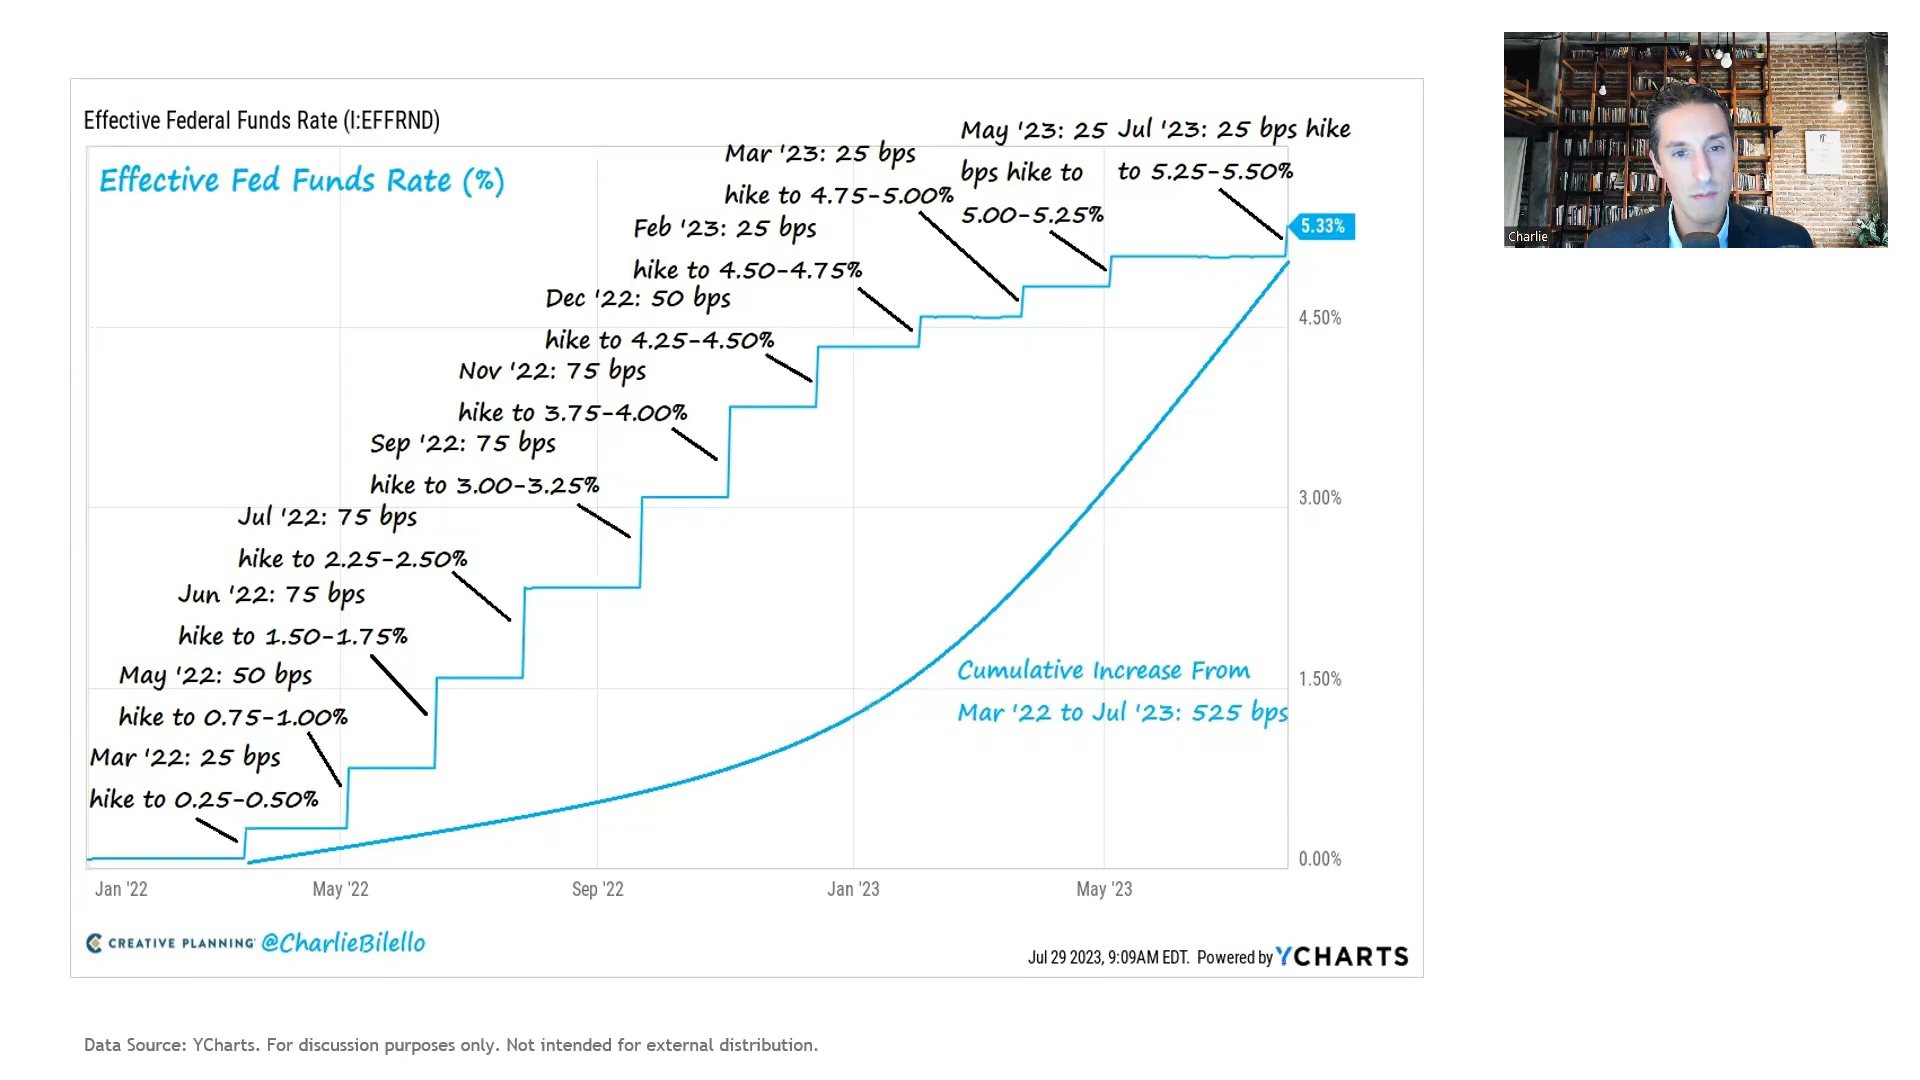 Effective Federal Funds Rate (I:EFFRND)
Effective Fed Funds Rate (%)
May '23: 25
bps hike to
5.00-5.25%
Jul '23: 25 bps hike
to 5.25-5.50%
Mar '23: 25 bps
hike to 4.75-5.00%
Feb '23: 25 bps
hike to 4.50-4.75%
Dec '22: 50 bps
hike to 4.25-4.50%
Nov '22: 75 bps
hike to 3.75-4.00%
Sep '22: 75 bps
hike to 3.00-3.25%
Jul '22: 75 bps
hike to 2.25-2.50%
Jun '22: 75 bps
hike to 1.50-1.75%
May '22: 50 bps
hike to 0.75-1.00%
Mar '22: 25 bps
hike to 0.25-0.50%
Cumulative Increase From
Mar '22 to Jul '23: 525 bps
5.33%
4.50%
3.00%
1.50%
0.00%
Jan '22
May '22
Sep '22
Jan '23
May '23
CREATIVE PLANNING @CharlieBilello
Jul 29 2023, 9:09AM EDT. Powered by YCHARTS
Data Source: YCharts. For discussion purposes only. Not intended for external distribution.
Charlie